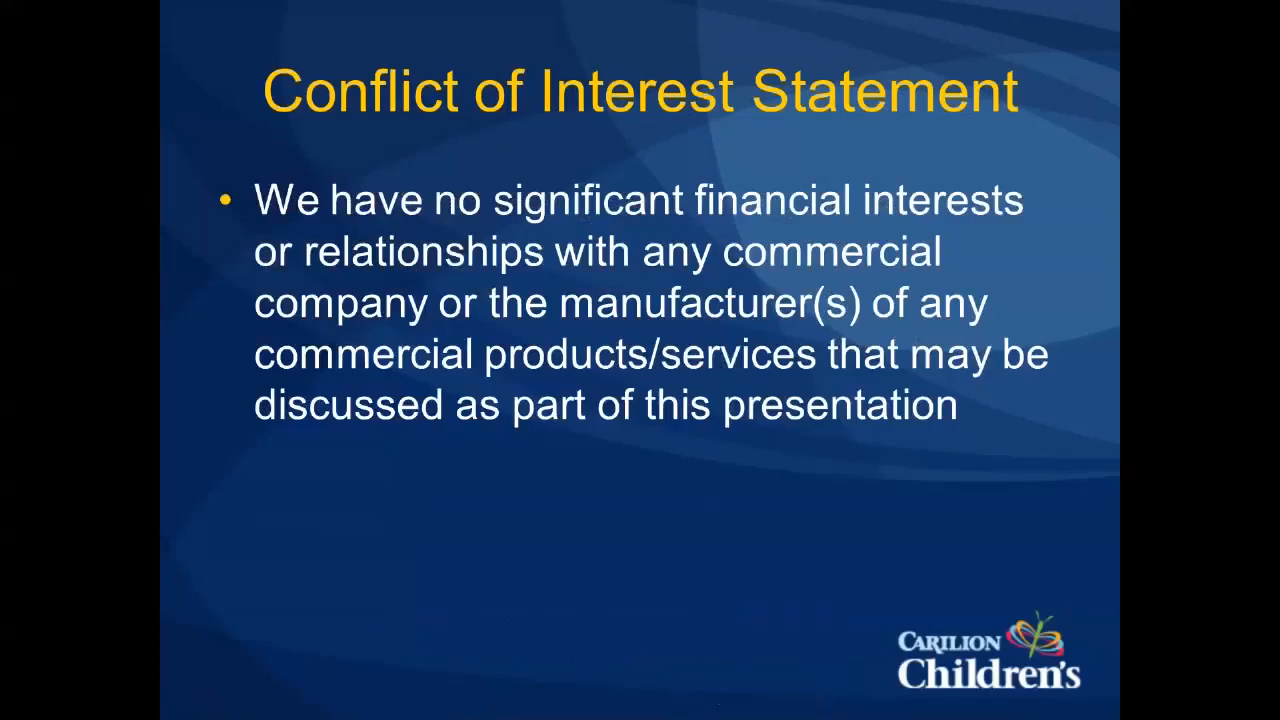 Conflict of Interest Statement
• We have no significant financial interests
or relationships with any commercial
company or the manufacturer(s) of any
commercial products/services that may be
discussed as part of this presentation
CARILION
Children's